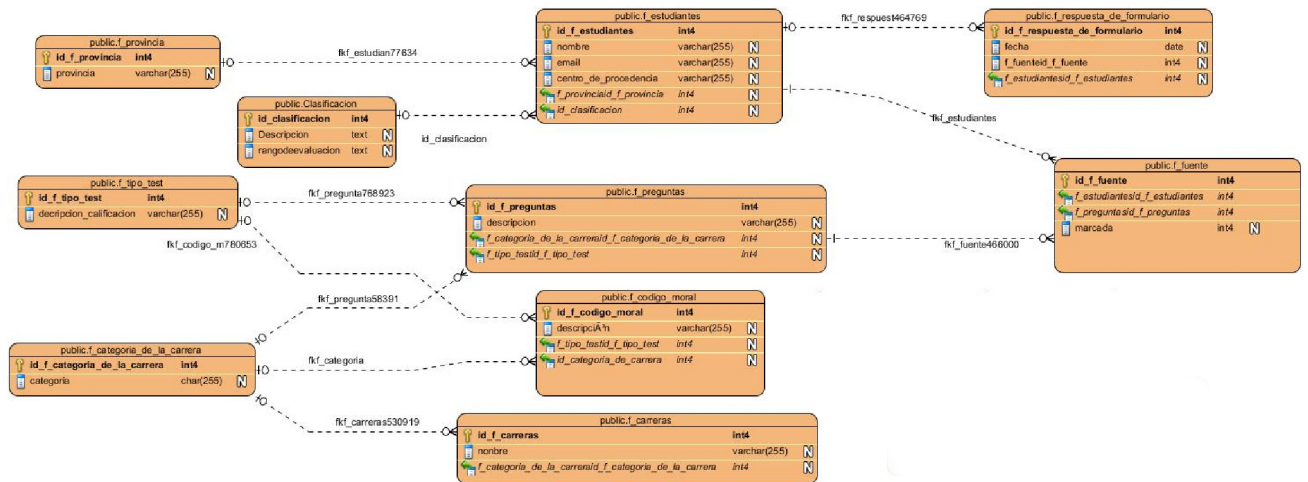 public.f_provincia
id_f_provincia int4
provincia varchar(255) N
fkf_estudian77634
public.f_estudiantes
id_f_estudiantes int4
nombre varchar(255) N
email varchar(255) N
centro_de_procedencia varchar(255) N
f_provinciaid_f_provincia int4 N
id_clasificacion int4 N
fkf_respuest464769
public.f_respuesta_de_formulario
id_f_respuesta_de_formulario int4
fecha date N
f_fuenteid_f_fuente int4 N
f_estudiantesid_f_estudiantes int4 N
public.Clasificacion
id_clasificacion int4
Descripcion text N
rangodeevaluacion text N
id_clasificacion
fkf_estudiantes
public.f_fuente
id_f_fuente int4
f_estudiantesid_f_estudiantes int4
f_preguntasid_f_preguntas int4
marcada int4 N
public.f_tipo_test
id_f_tipo_test int4
decripcion_calificacion varchar(255) N
fkf_pregunta768923
fkf_codigo_m780653
public.f_preguntas
id_f_preguntas int4
descripcion varchar(255) N
f_categoria_de_la_carreraid_f_categoria_de_la_carrera int4 N
f_tipo_testid_f_tipo_test int4 N
fkf_fuente466000
fkf_pregunta58391
public.f_codigo_moral
id_f_codigo_moral int4
descripciÃ³n varchar(255) N
f_tipo_testid_f_tipo_test int4 N
id_categoria_de_carrera int4 N
public.f_categoria_de_la_carrera
id_f_categoria_de_la_carrera int4
categoria char(255) N
fkf_categoria
fkf_carreras530919
public.f_carreras
id_f_carreras int4
nonbre varchar(255) N
f_categoria_de_la_carreraid_f_categoria_de_la_carrera int4 N